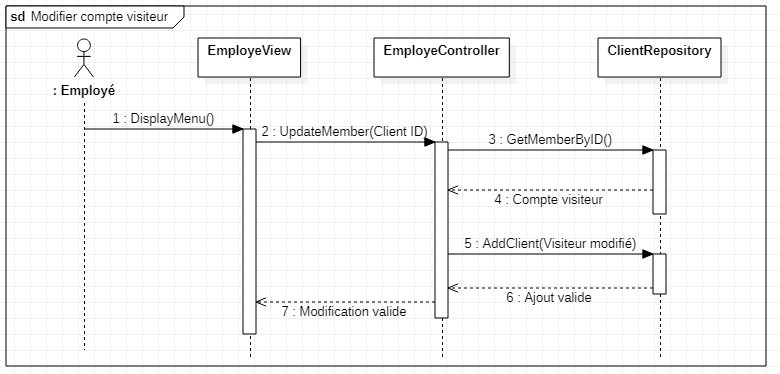 sd Modifier compte visiteur
EmployeView
EmployeController
ClientRepository
: Employé
1 : DisplayMenu()
2 : UpdateMember(Client ID)
3 : GetMemberByID()
4 : Compte visiteur
5 : AddClient(Visiteur modifié)
6 : Ajout valide
7 : Modification valide